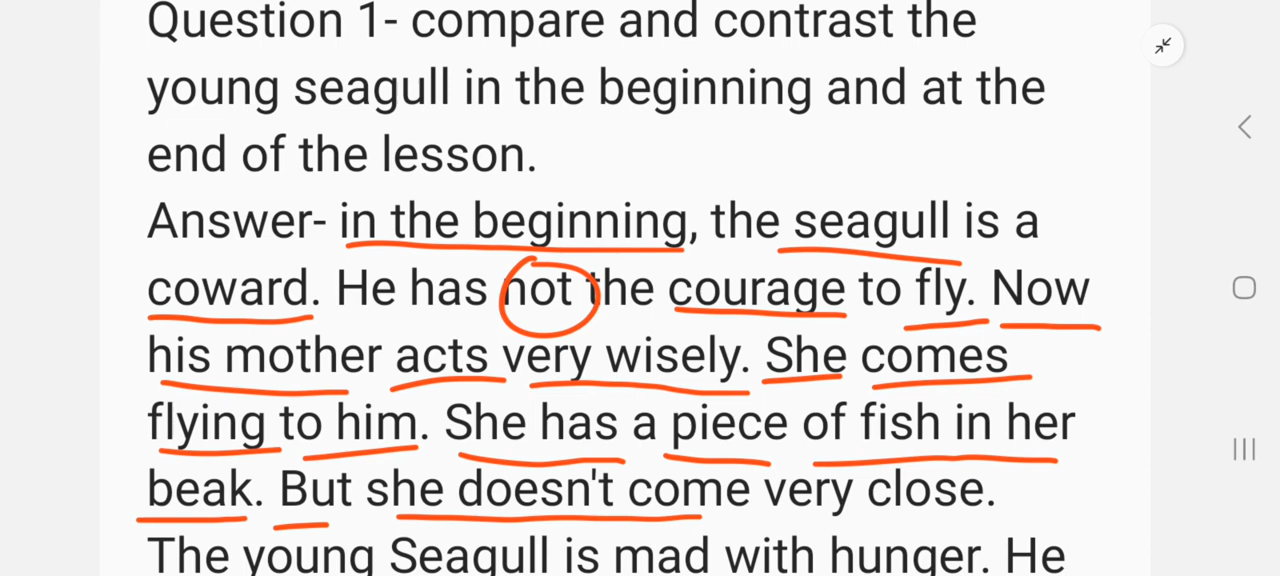 Question 1- compare and contrast the
young seagull in the beginning and at the
end of the lesson.
Answer- in the beginning, the seagull is a
coward. He has not the courage to fly. Now
his mother acts very wisely. She comes
flying to him. She has a piece of fish in her
beak. But she doesn't come very close.
The young Seagull is mad with hunger. He